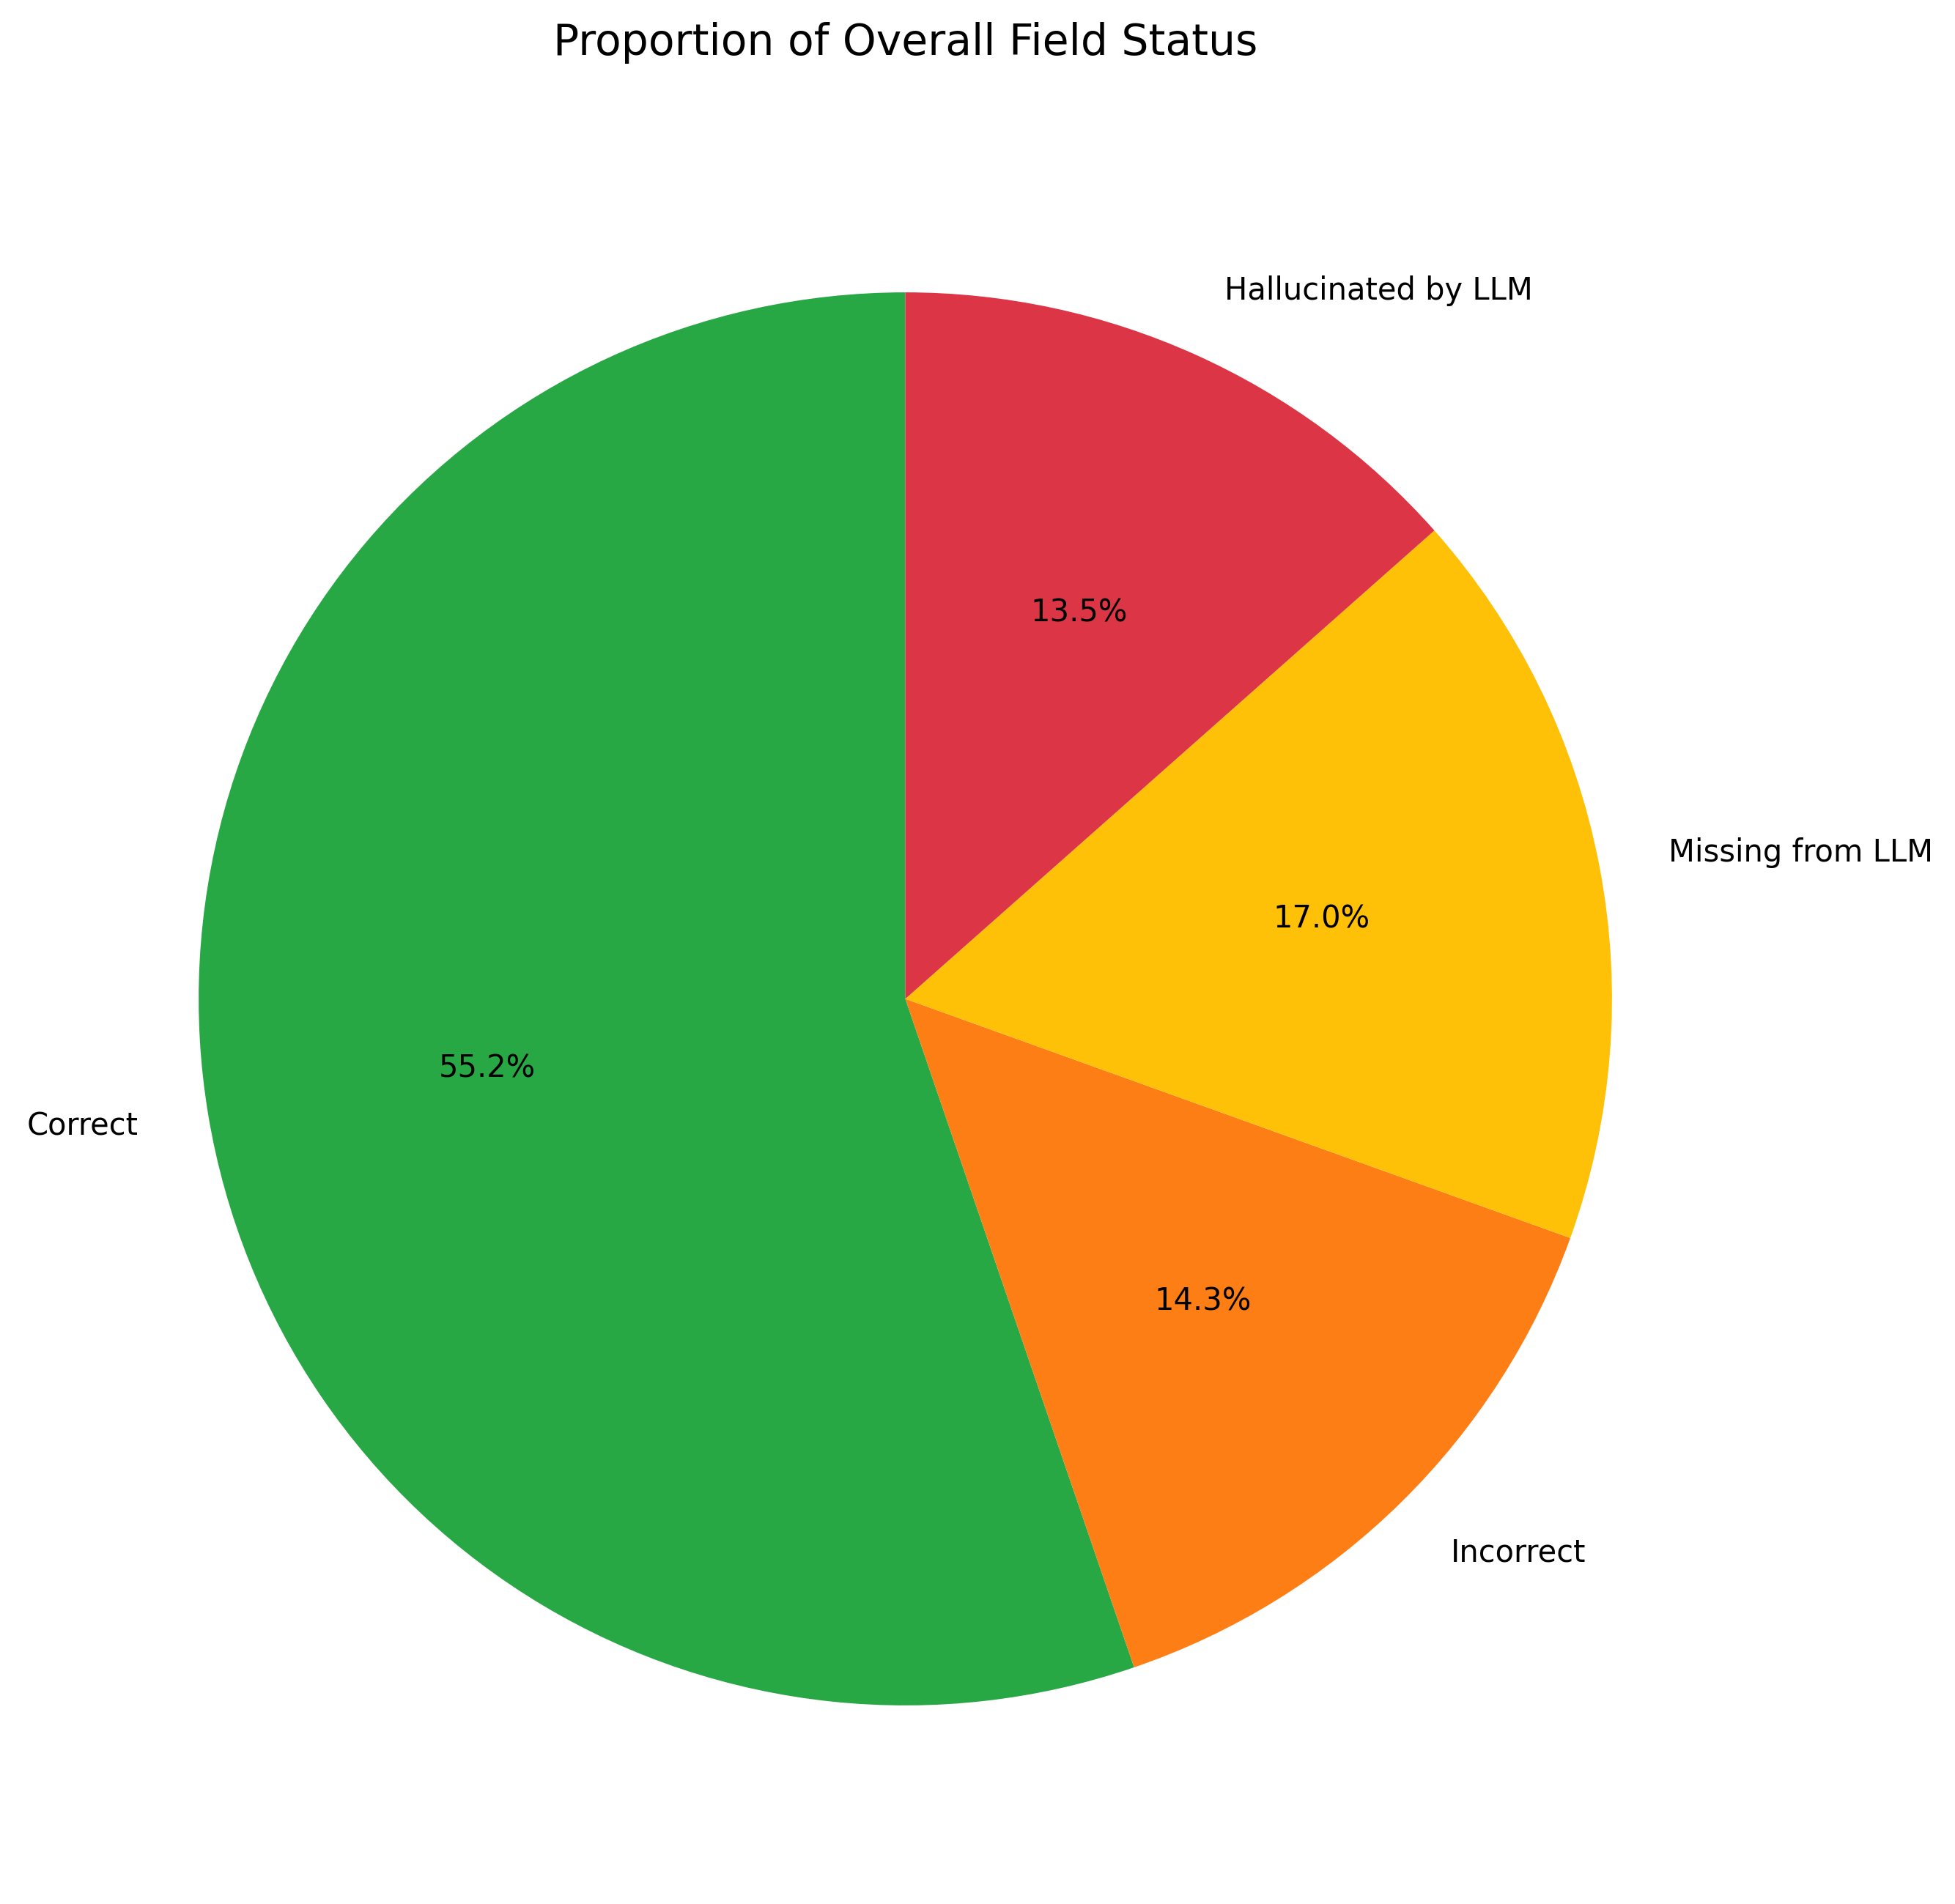 Proportion of Overall Field Status
Hallucinated by LLM
13.5%
Missing from LLM
17.0%
55.2%
Correct
14.3%
Incorrect